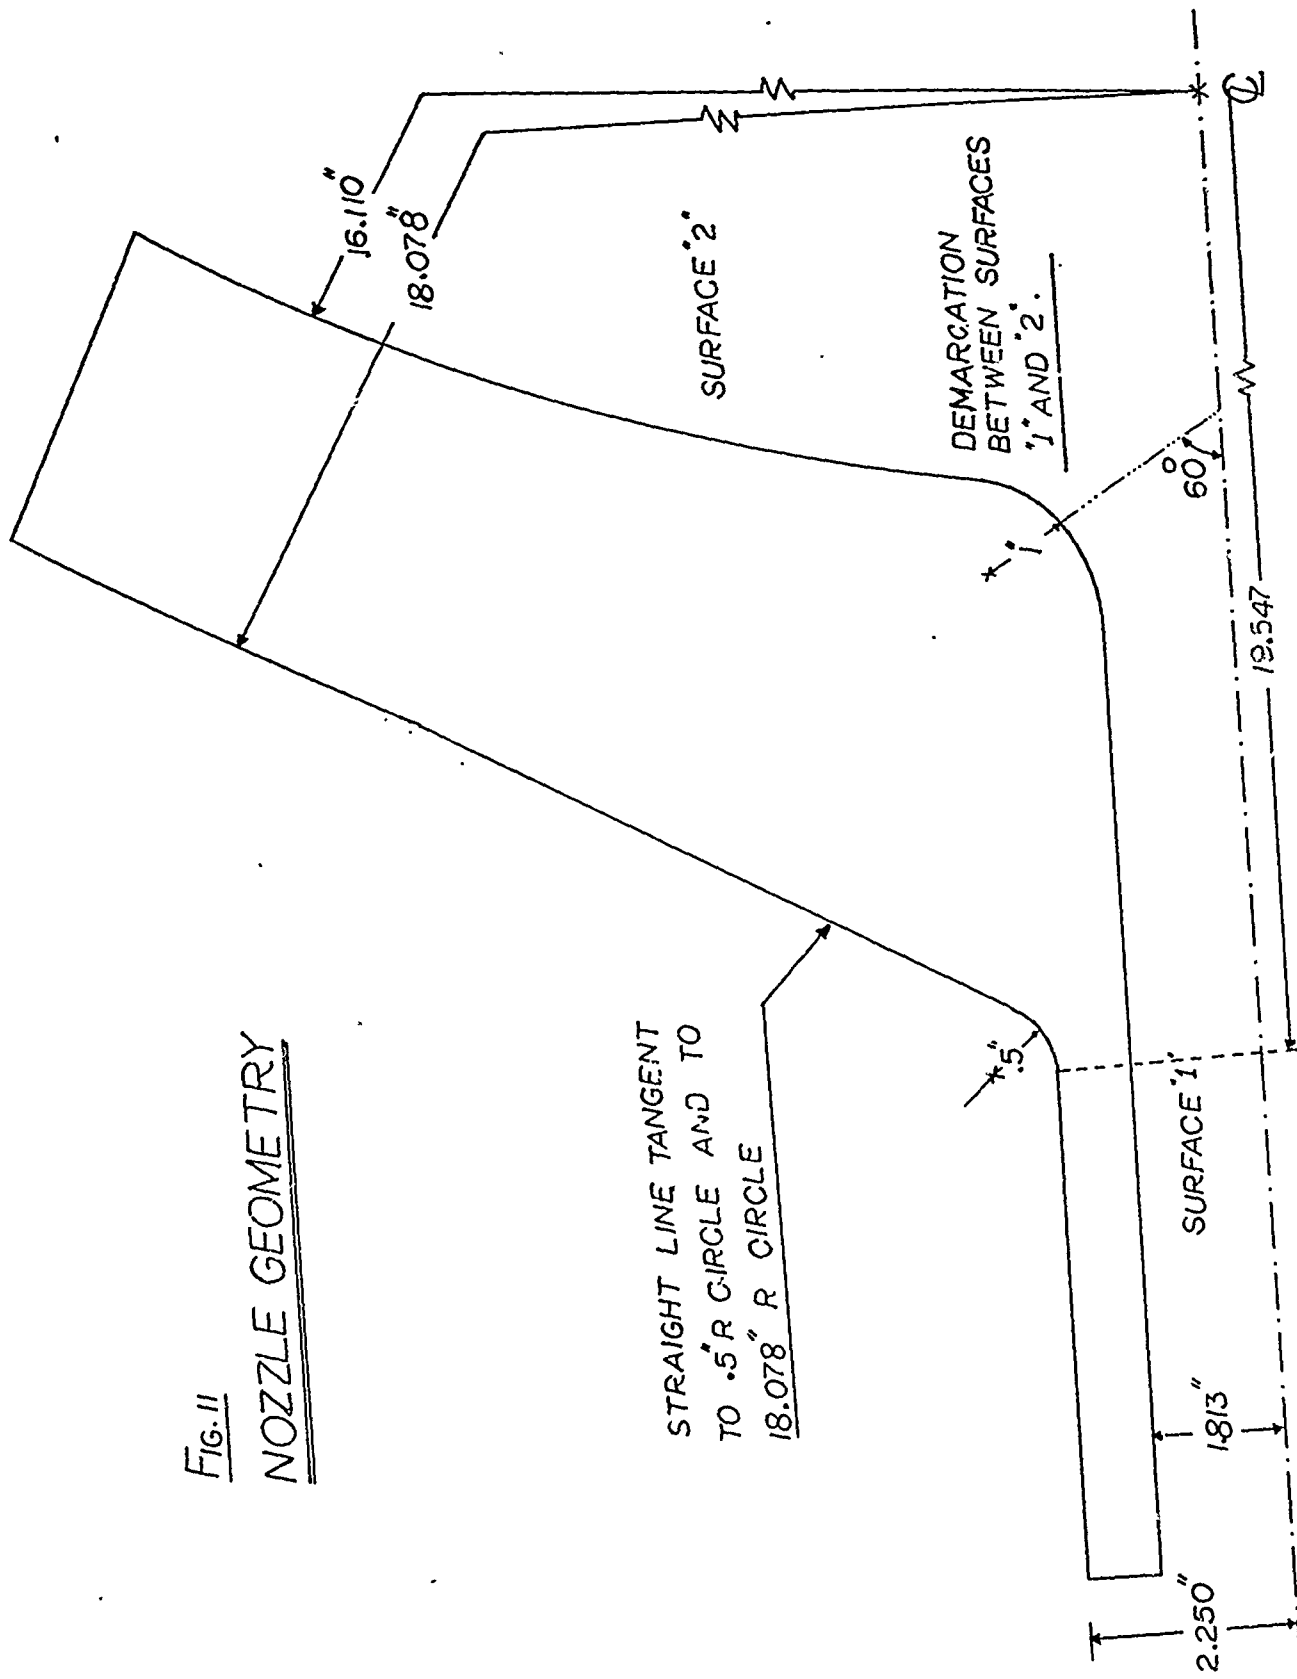 FIG.11
NOZZLE GEOMETRY
16.110"
18.078"
SURFACE "2"
DEMARCATION
BETWEEN SURFACES
"1" AND "2".
1"
60°
STRAIGHT LINE TANGENT
TO .5"R CIRCLE AND TO
18.078" R CIRCLE
.5"
SURFACE "1"
19.547
1.813"
2.250"